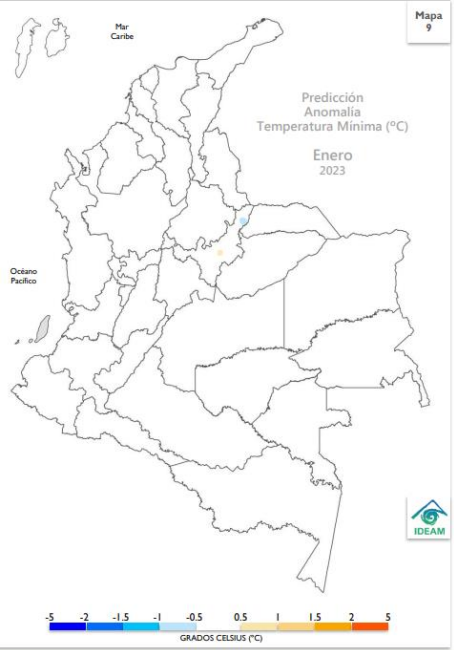 Mar
Caribe
Mapa
9
Predicción
Anomalía
Temperatura Mínima (ºC)
Enero
2023
Océano
Pacífico
IDEAM
-5 -2 -1.5 -1 -0.5 0.5 1 1.5 2 5
GRADOS CELSIUS (ºC)